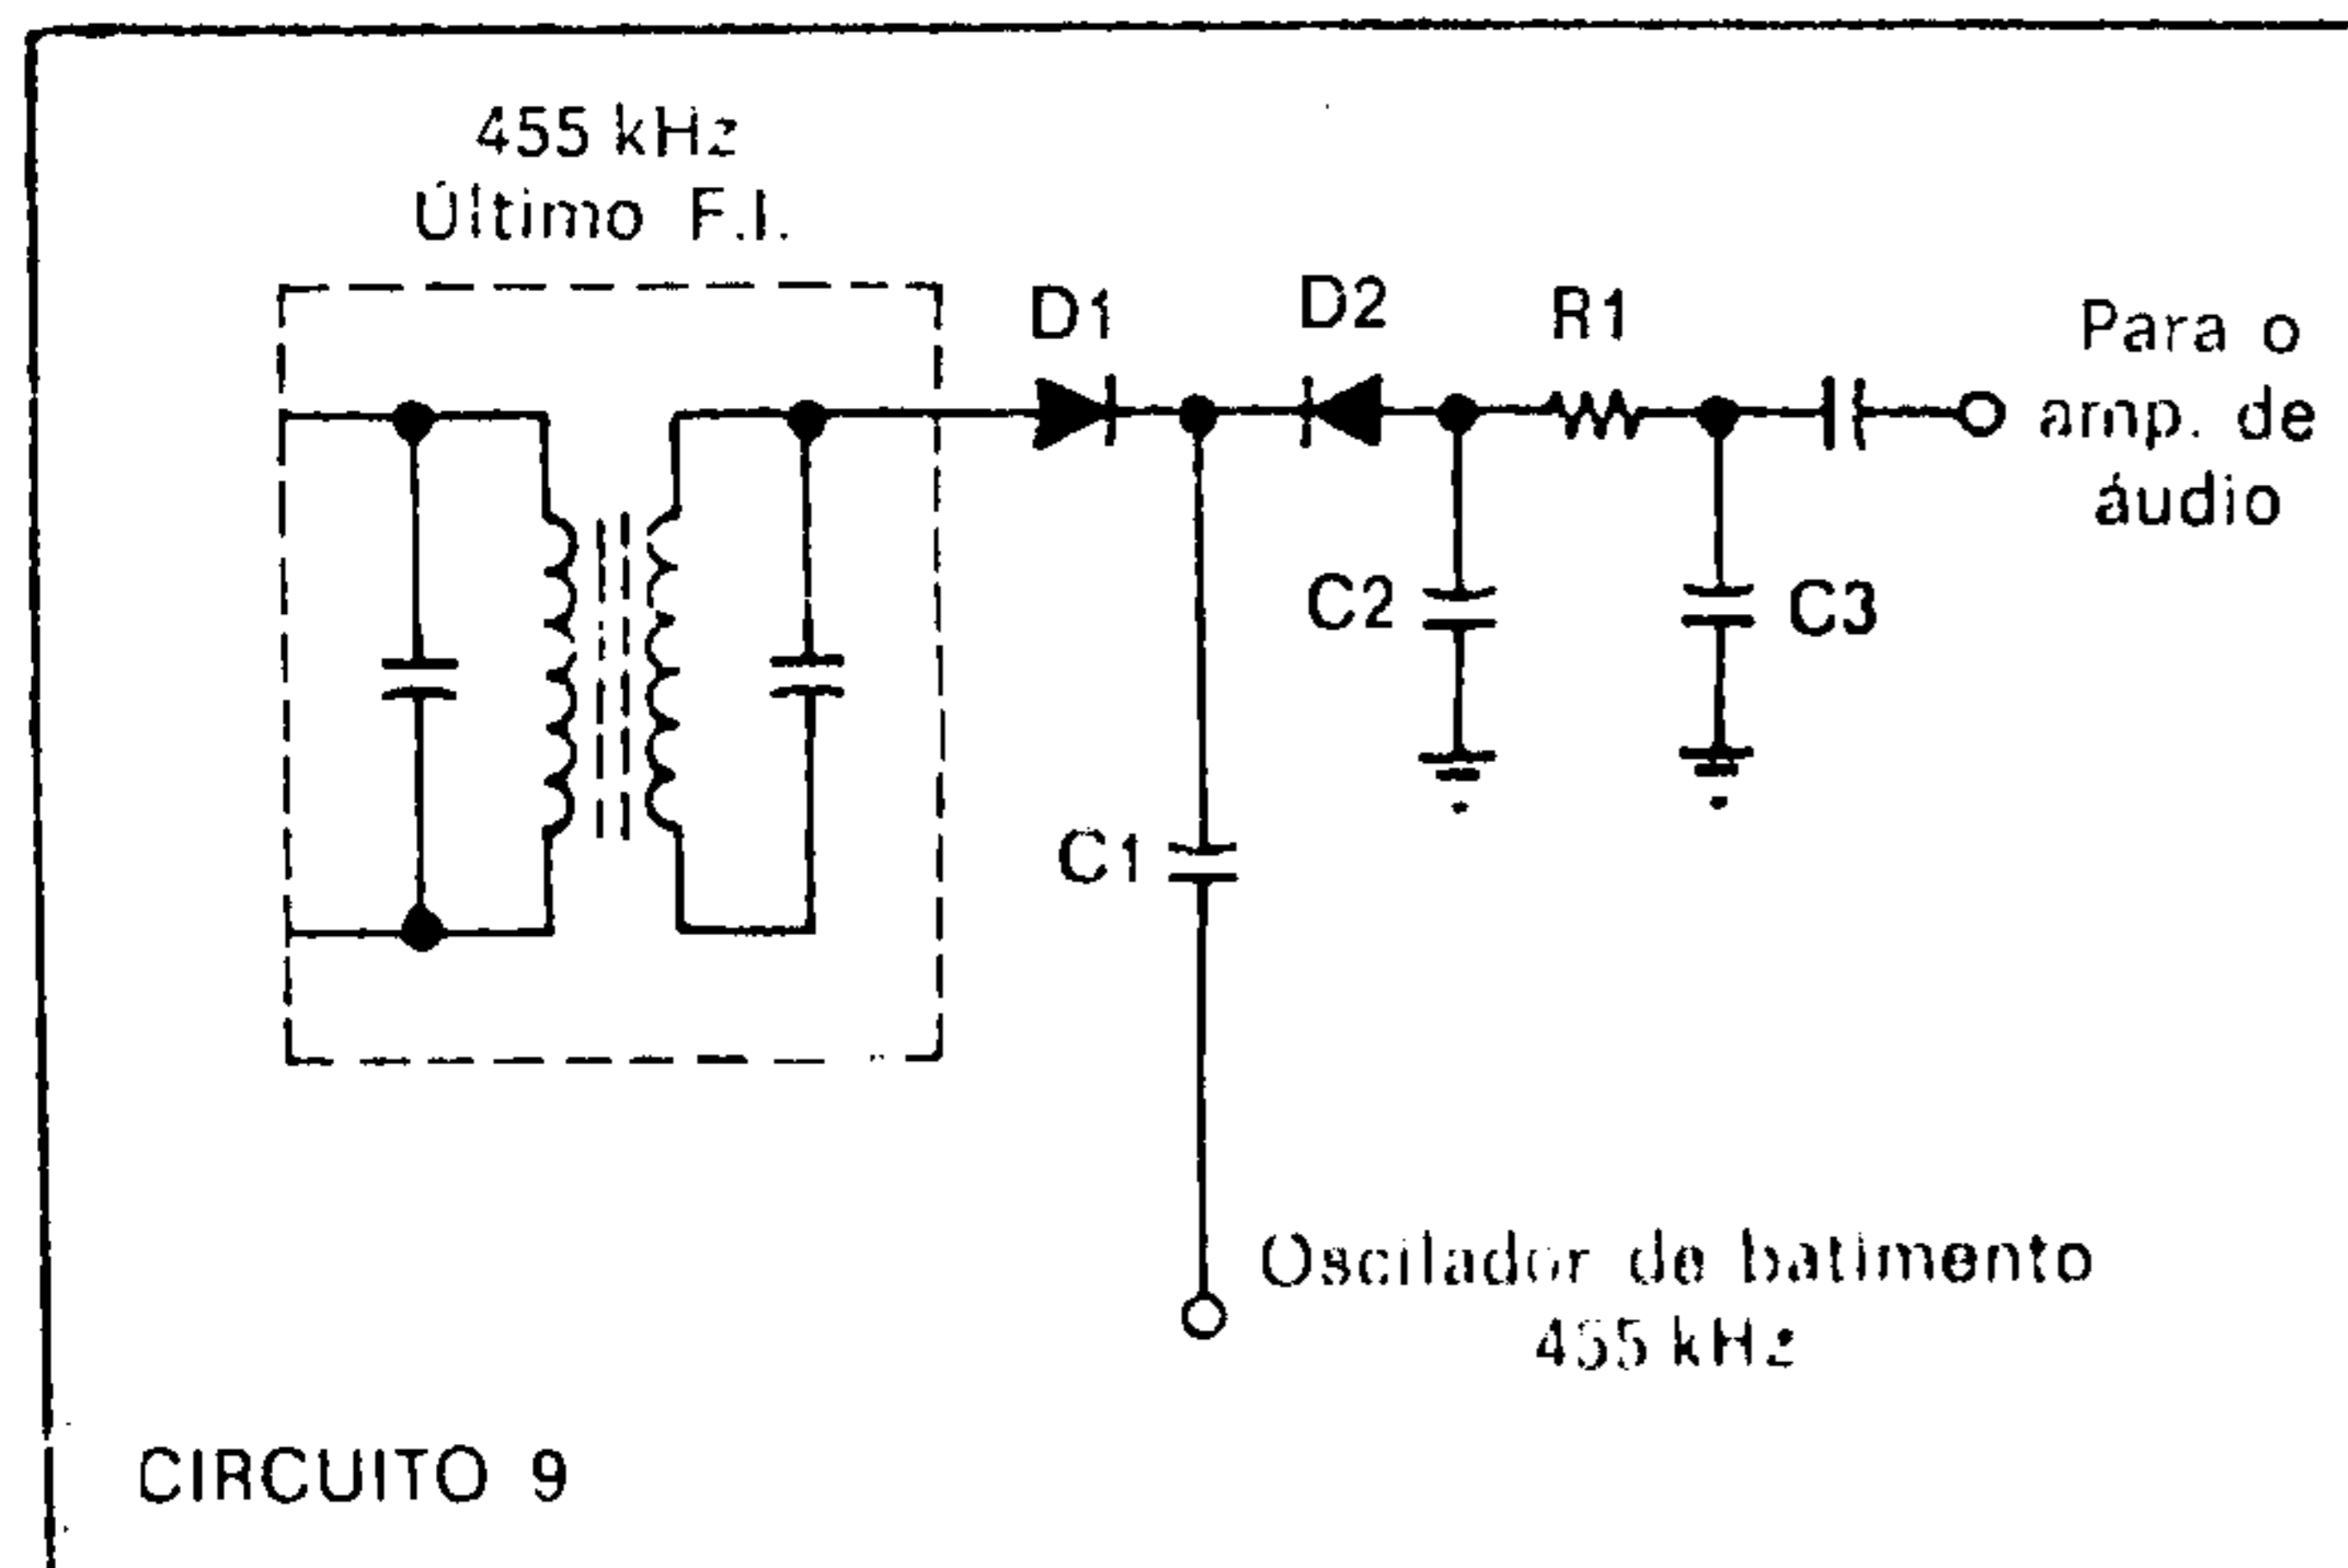 455 kHz
Último F.I.
D1
D2
R1
Para o
amp. de
áudio
C2
C3
C1
Oscilador de batimento
455 kHz
CIRCUITO 9